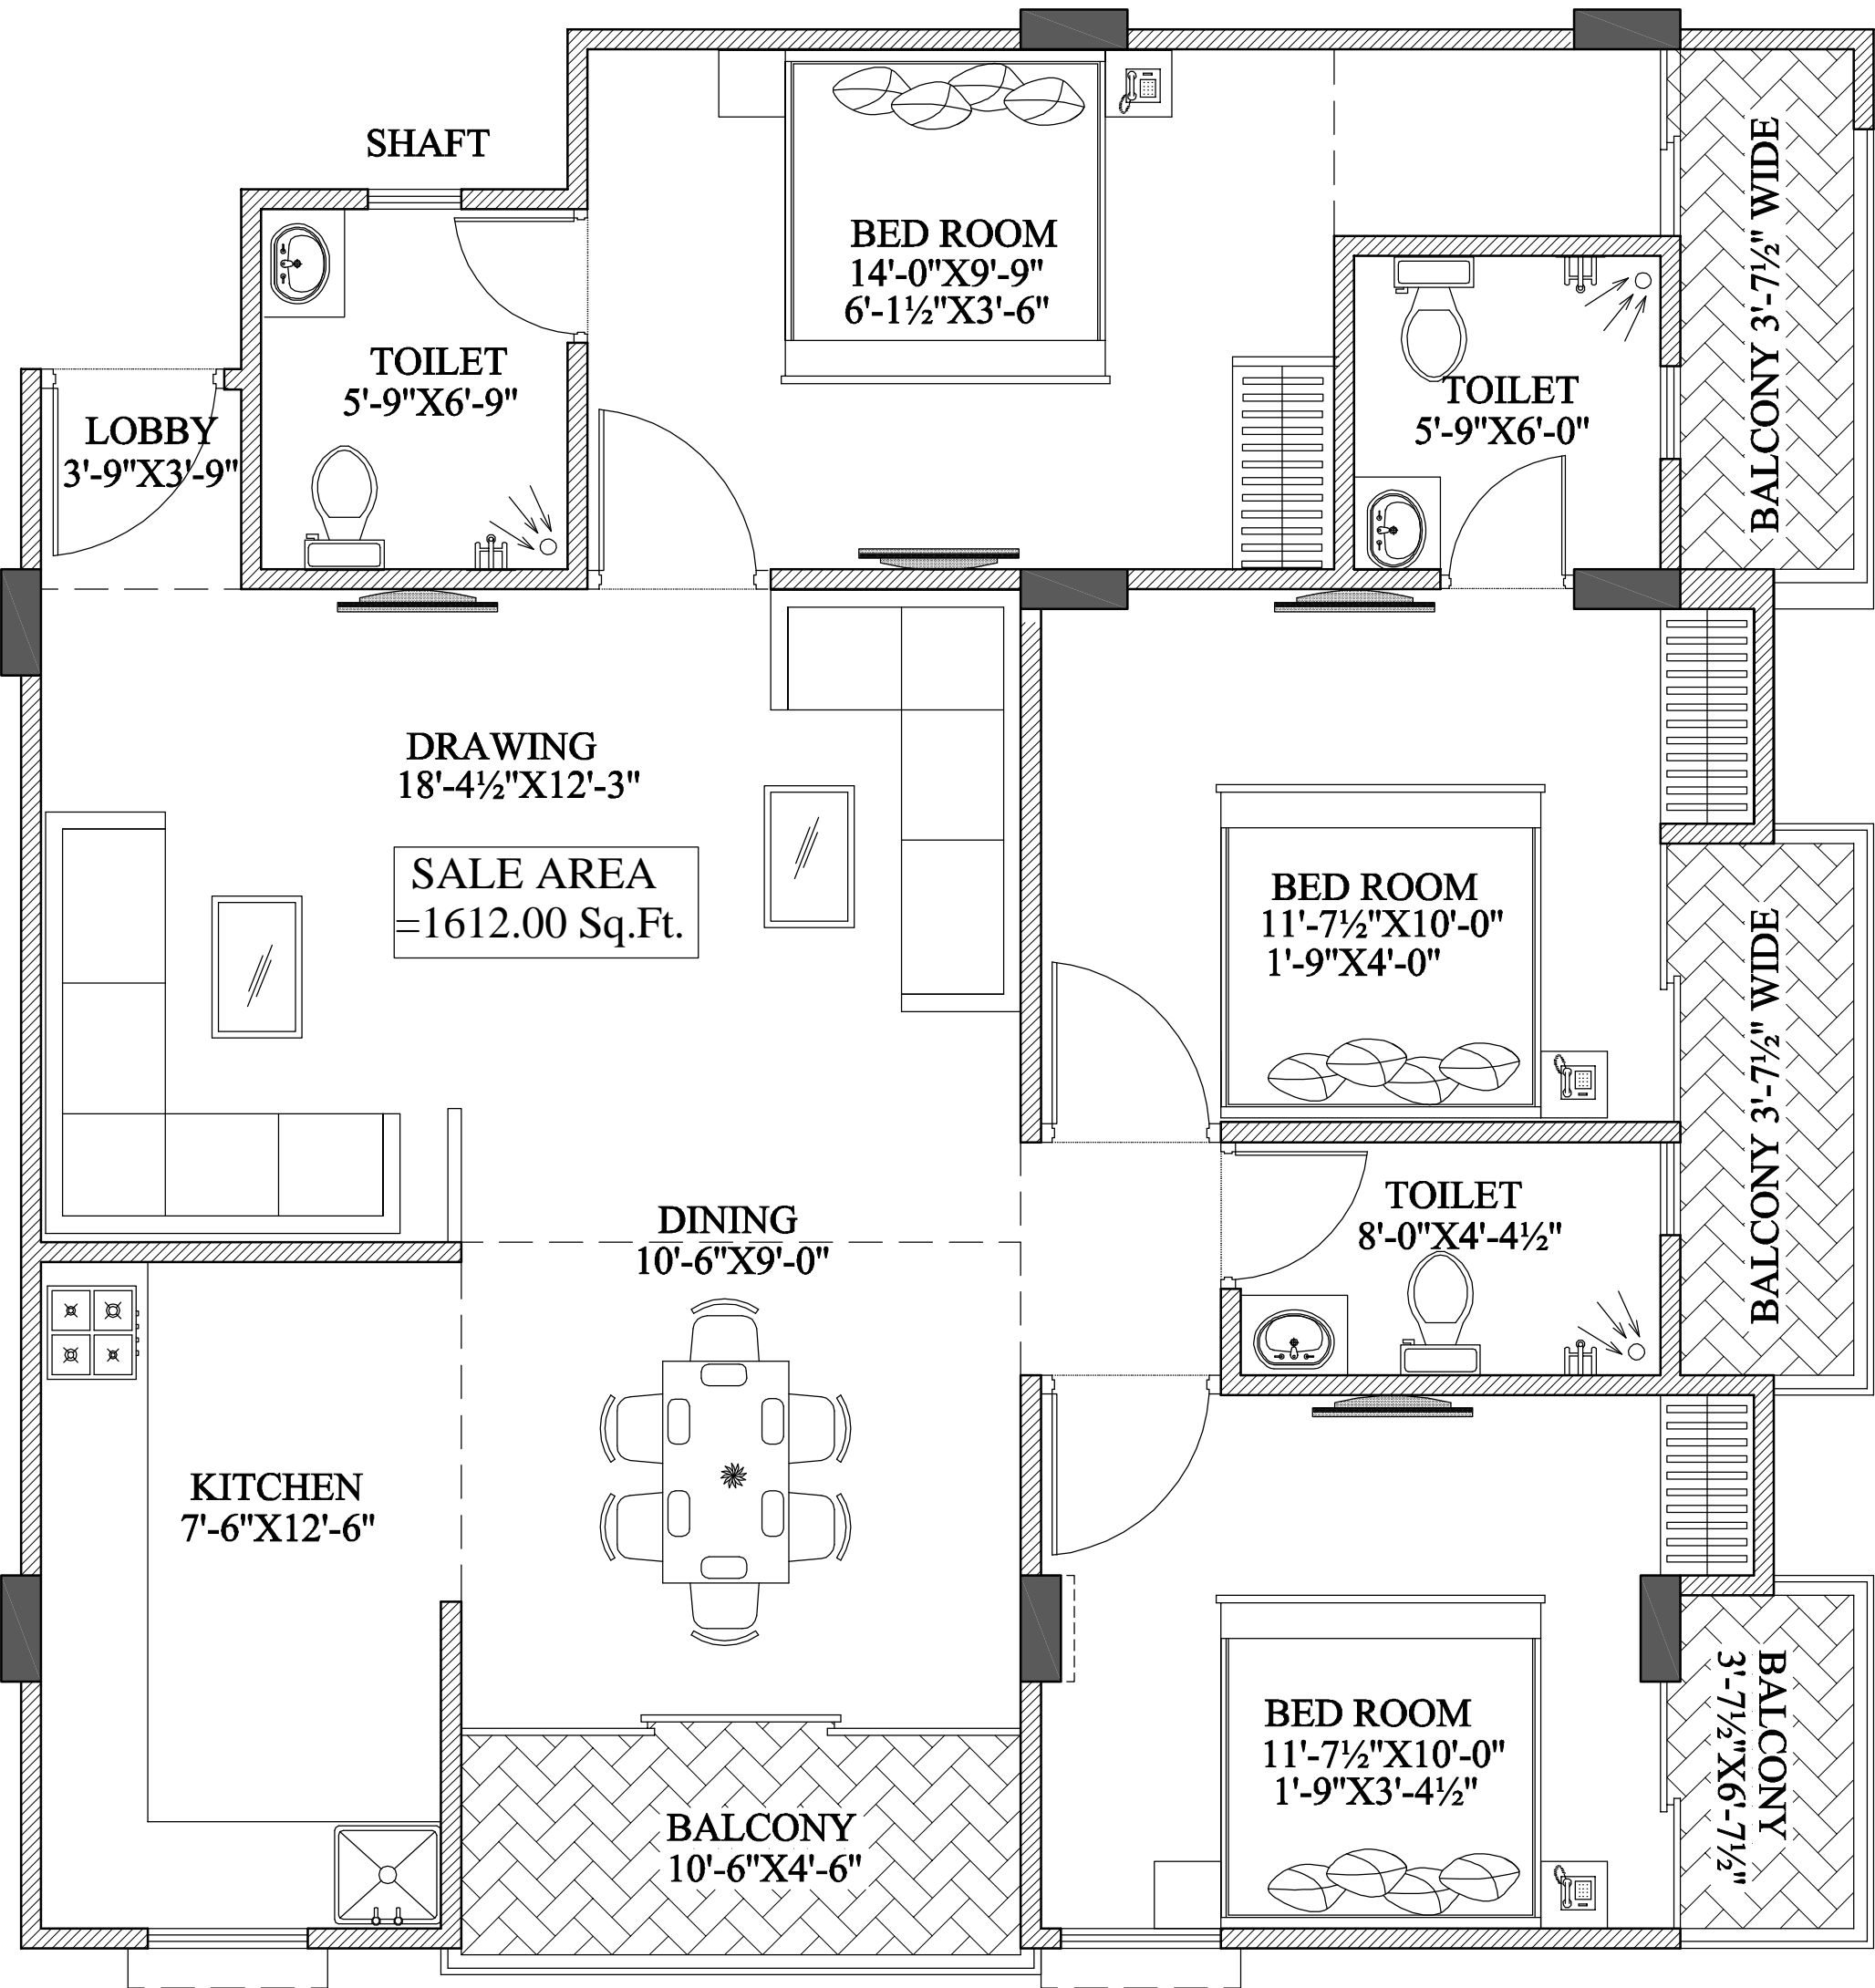 SHAFT
BED ROOM
14'-0"X9'-9"
6'-1½"X3'-6"
BALCONY 3'-7½" WIDE
TOILET
5'-9"X6'-9"
TOILET
5'-9"X6'-0"
LOBBY
3'-9"X3'-9"
DRAWING
18'-4½"X12'-3"
SALE AREA
=1612.00 Sq.Ft.
BED ROOM
11'-7½"X10'-0"
1'-9"X4'-0"
BALCONY 3'-7½" WIDE
TOILET
8'-0"X4'-4½"
DINING
10'-6"X9'-0"
KITCHEN
7'-6"X12'-6"
BED ROOM
11'-7½"X10'-0"
1'-9"X3'-4½"
BALCONY
3'-7½"X6'-7½"
BALCONY
10'-6"X4'-6"